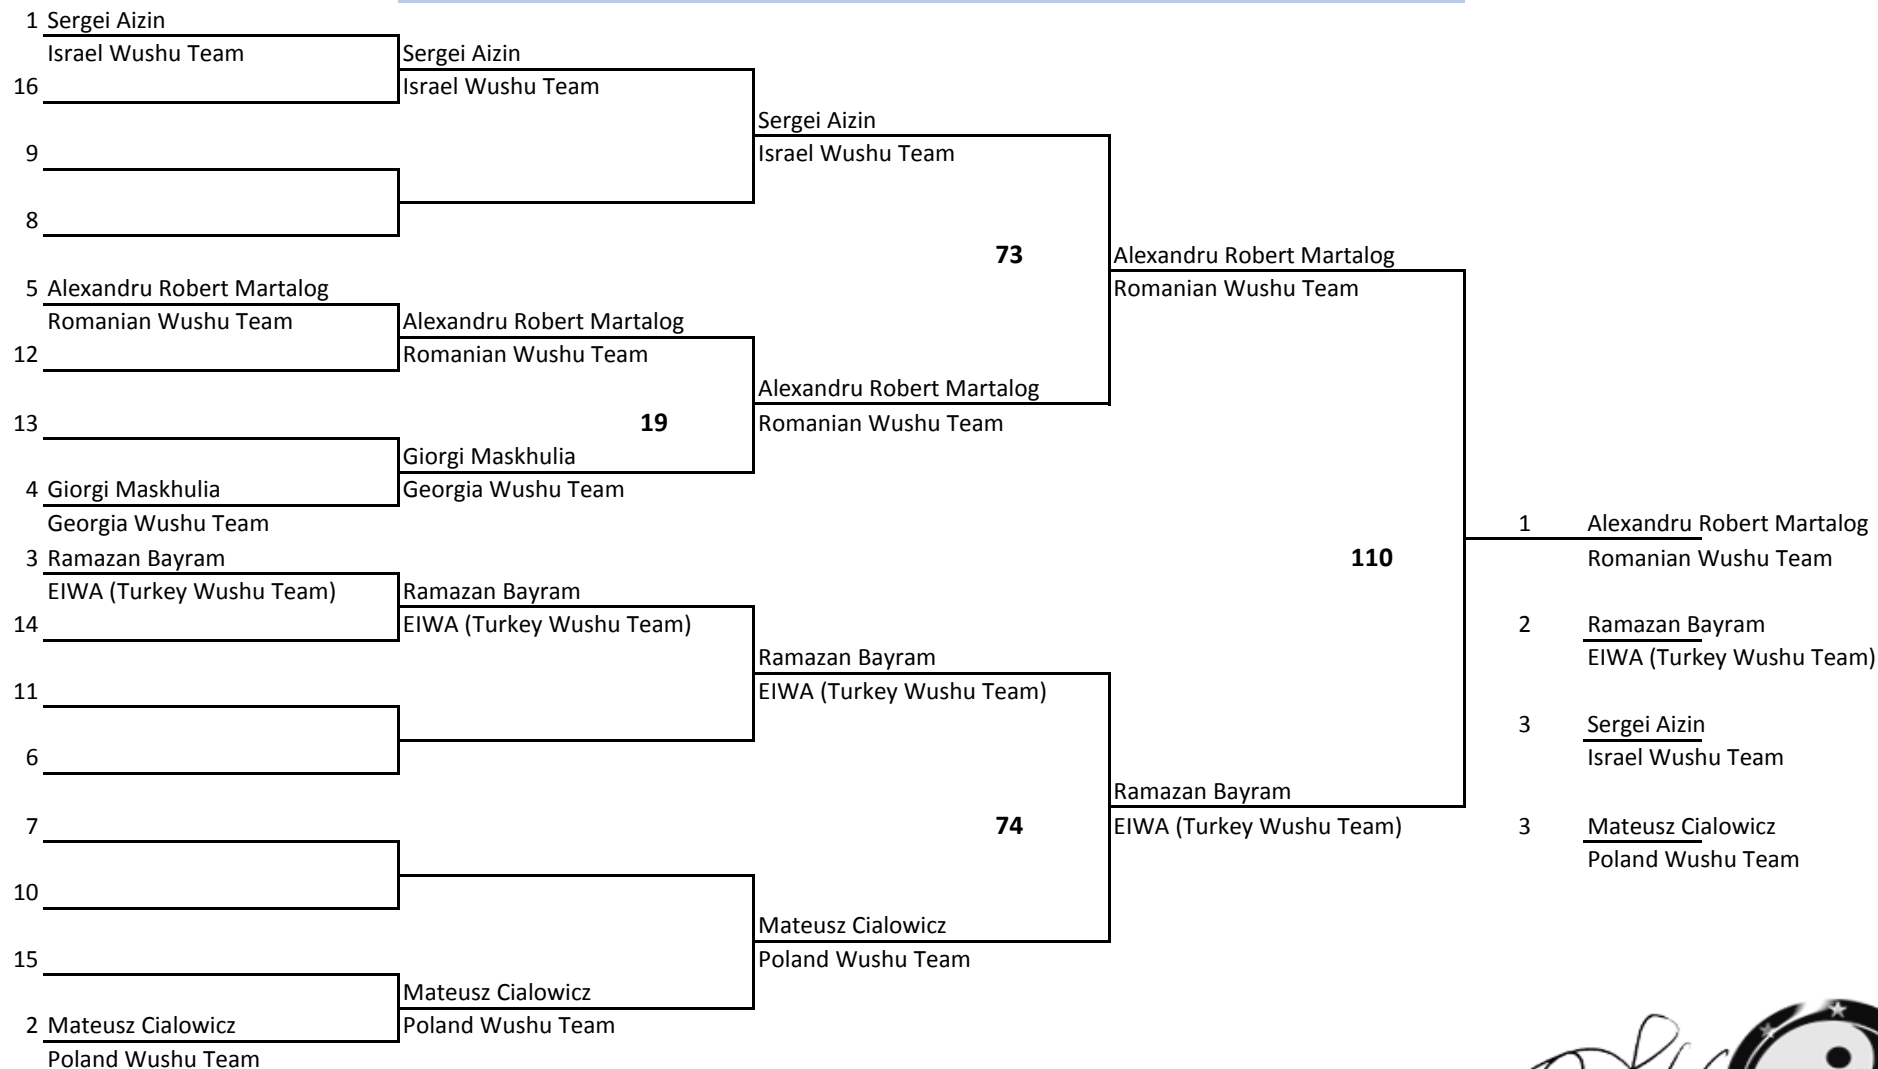 1 Sergei Aizin
Israel Wushu Team
16
9
8
5 Alexandru Robert Martalog
Romanian Wushu Team
12
13
4 Giorgi Maskhulia
Georgia Wushu Team
3 Ramazan Bayram
EIWA (Turkey Wushu Team)
14
11
6
7
10
15
2 Mateusz Cialowicz
Poland Wushu Team
Sergei Aizin
Israel Wushu Team
Alexandru Robert Martalog
Romanian Wushu Team
19
Giorgi Maskhulia
Georgia Wushu Team
Ramazan Bayram
EIWA (Turkey Wushu Team)
Mateusz Cialowicz
Poland Wushu Team
Sergei Aizin
Israel Wushu Team
73
Alexandru Robert Martalog
Romanian Wushu Team
Ramazan Bayram
EIWA (Turkey Wushu Team)
74
Mateusz Cialowicz
Poland Wushu Team
Alexandru Robert Martalog
Romanian Wushu Team
110
Ramazan Bayram
EIWA (Turkey Wushu Team)
1 Alexandru Robert Martalog
Romanian Wushu Team
2 Ramazan Bayram
EIWA (Turkey Wushu Team)
3 Sergei Aizin
Israel Wushu Team
3 Mateusz Cialowicz
Poland Wushu Team